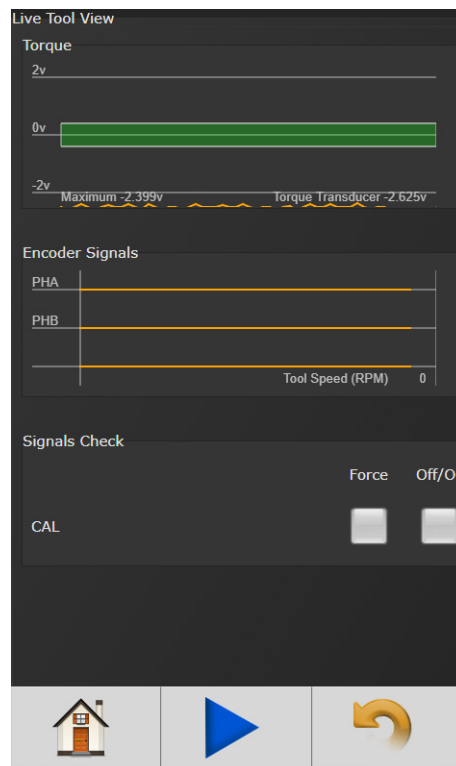 Live Tool View
Torque
2v
0v
-2v
Maximum -2.399v Torque Transducer -2.625v
Encoder Signals
PHA
PHB
Tool Speed (RPM) 0
Signals Check
Force Off/O
CAL